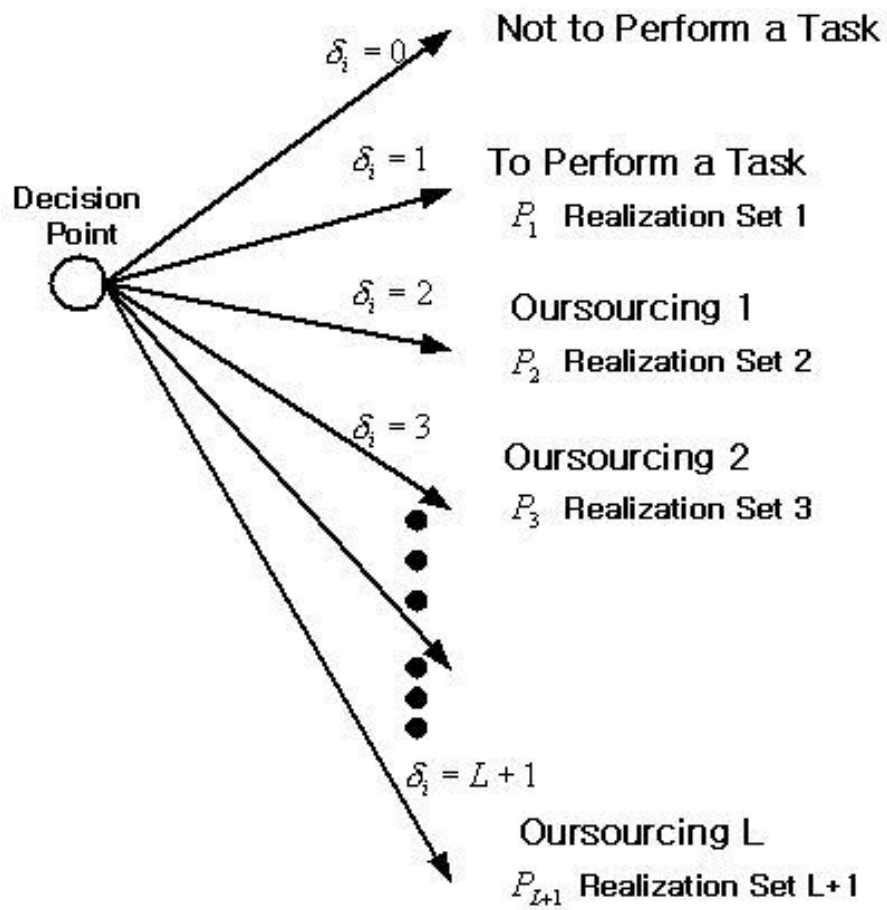 δᵢ = 0
Not to Perform a Task
δᵢ = 1
To Perform a Task
P₁ Realization Set 1
Decision
Point
δᵢ = 2
Oursourcing 1
P₂ Realization Set 2
δᵢ = 3
Oursourcing 2
P₃ Realization Set 3
δᵢ = L + 1
Oursourcing L
P_{L+1} Realization Set L+1